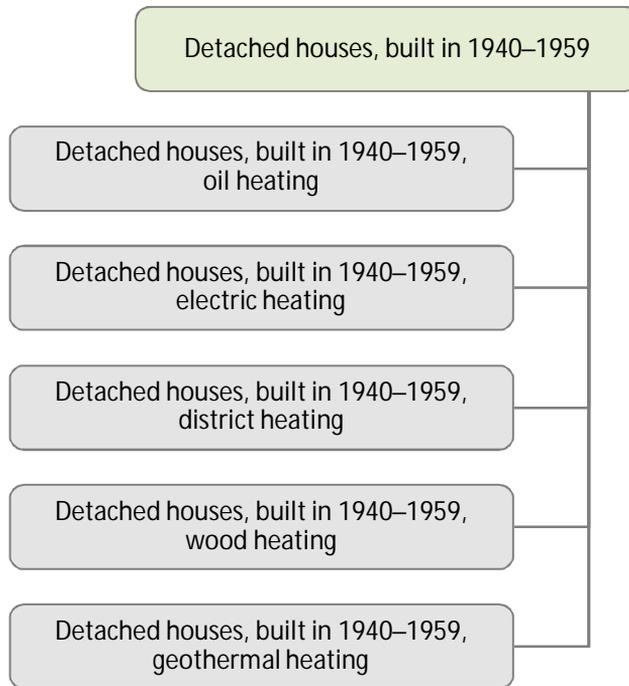 Detached houses, built in 1940–1959
Detached houses, built in 1940–1959,
oil heating
Detached houses, built in 1940–1959,
electric heating
Detached houses, built in 1940–1959,
district heating
Detached houses, built in 1940–1959,
wood heating
Detached houses, built in 1940–1959,
geothermal heating